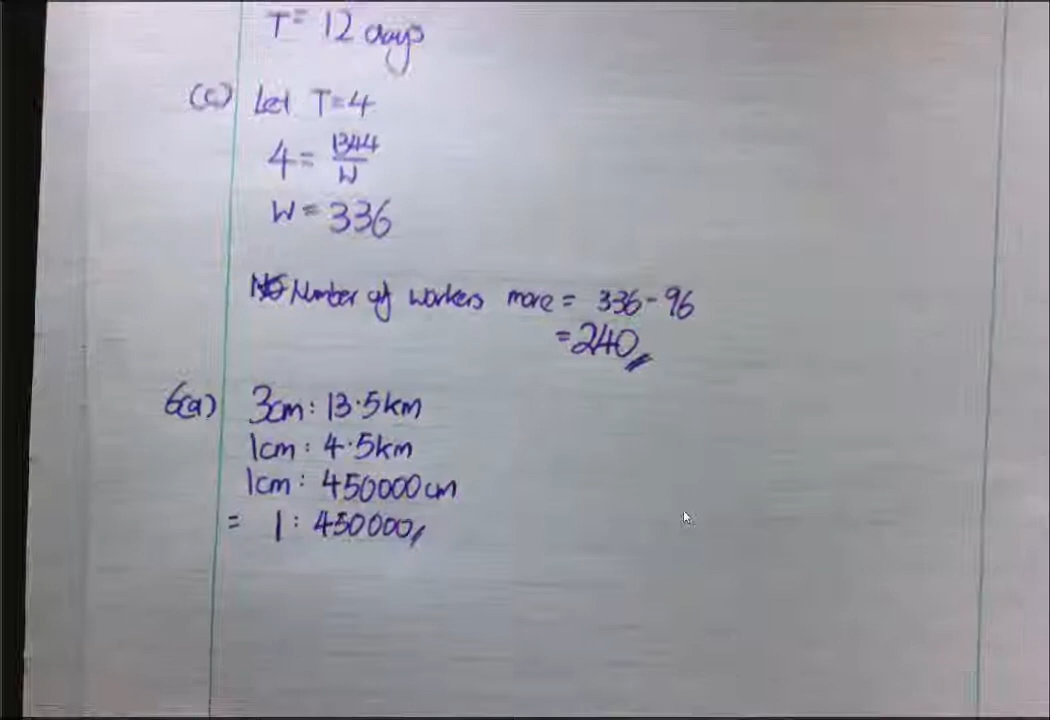 T = 12 days
(c) Let T=4
4 = 1344/W
W = 336
Number of workers more = 336-96
= 240
6(a) 3cm : 13.5km
1cm : 4.5km
1cm : 450000cm
= 1 : 450000